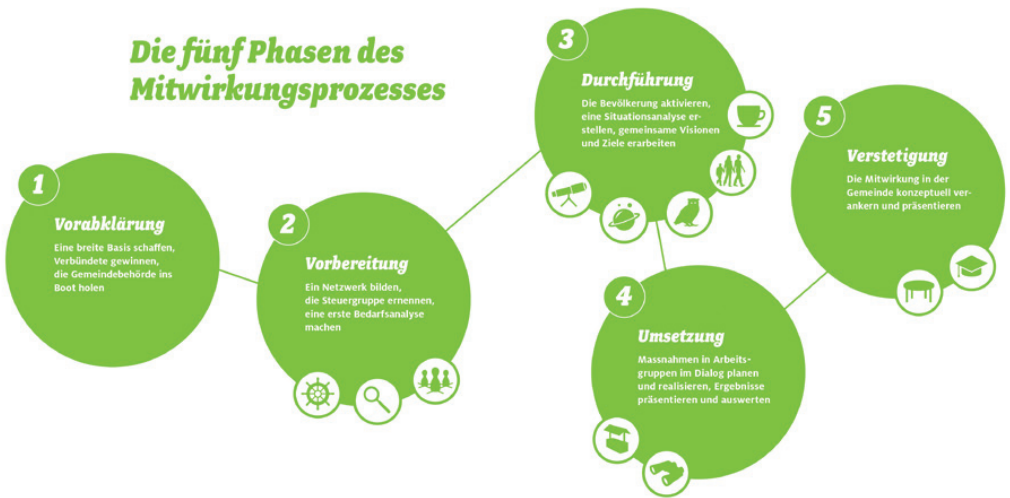 Die fünf Phasen des
Mitwirkungsprozesses
1
Vorabklärung
Eine breite Basis schaffen,
Verbündete gewinnen,
die Gemeindebehörde ins
Boot holen
2
Vorbereitung
Ein Netzwerk bilden,
die Steuergruppe ernennen,
eine erste Bedarfsanalyse
machen
3
Durchführung
Die Bevölkerung aktivieren,
eine Situationsanalyse er-
stellen, gemeinsame Visionen
und Ziele erarbeiten
4
Umsetzung
Massnahmen in Arbeits-
gruppen im Dialog planen
und realisieren, Ergebnisse
präsentieren und auswerten
5
Verstetigung
Die Mitwirkung in der
Gemeinde konzeptuell ver-
ankern und präsentieren